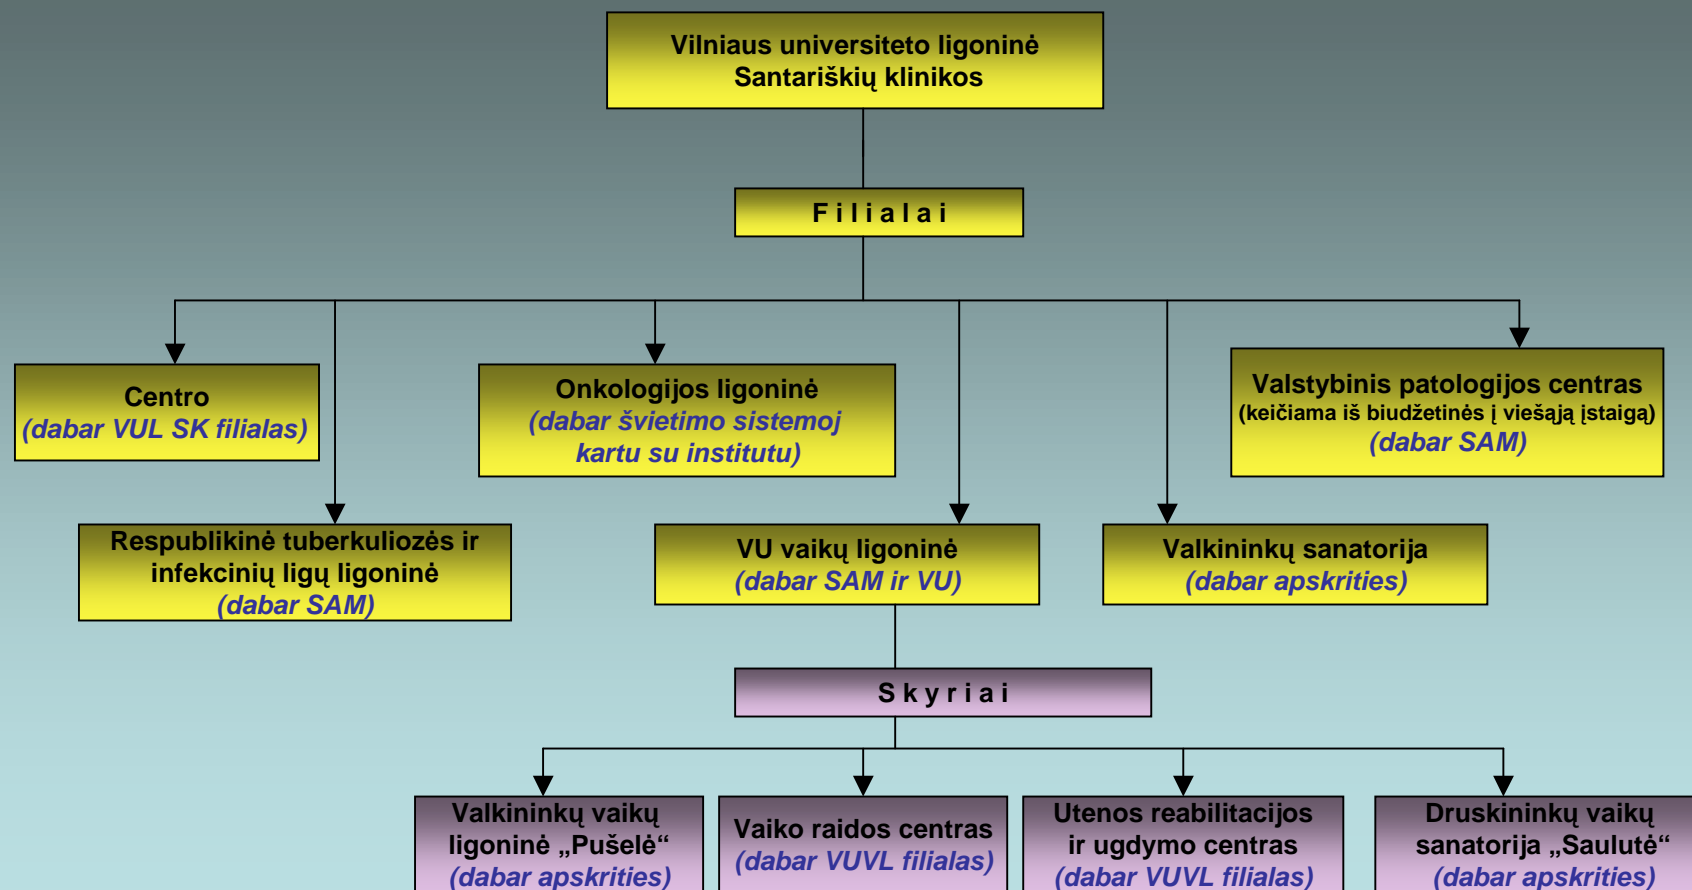 Vilniaus universiteto ligoninė
Santariškių klinikos
F i l i a l a i
Centro
(dabar VUL SK filialas)
Onkologijos ligoninė
(dabar švietimo sistemoj
kartu su institutu)
Valstybinis patologijos centras
(keičiama iš biudžetinės į viešąją įstaigą)
(dabar SAM)
Respublikinė tuberkuliozės ir
infekcinių ligų ligoninė
(dabar SAM)
VU vaikų ligoninė
(dabar SAM ir VU)
Valkininkų sanatorija
(dabar apskrities)
S k y r i a i
Valkininkų vaikų
ligoninė „Pušelė“
(dabar apskrities)
Vaiko raidos centras
(dabar VUVL filialas)
Utenos reabilitacijos
ir ugdymo centras
(dabar VUVL filialas)
Druskininkų vaikų
sanatorija „Saulutė“
(dabar apskrities)